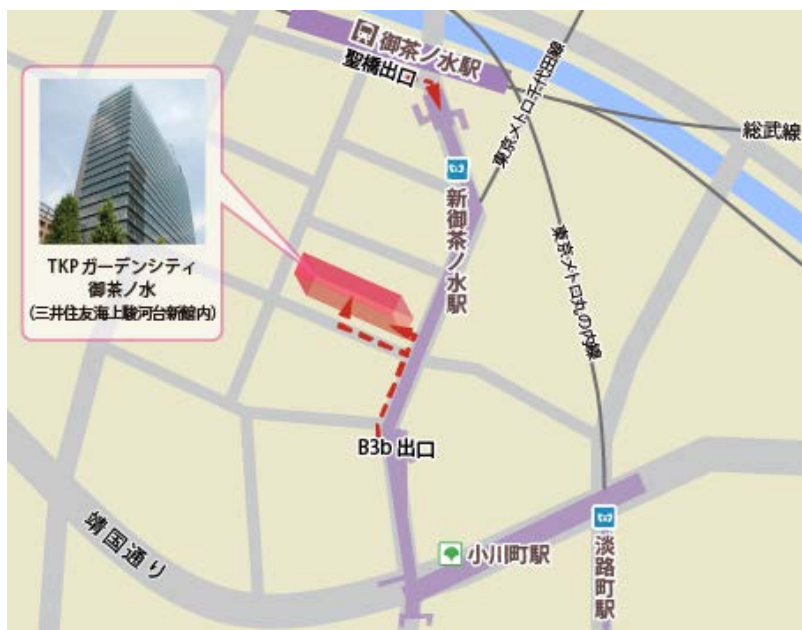 御茶ノ水駅
聖橋出口
総武線
東京メトロ千代田線
新御茶ノ水駅
東京メトロ丸の内線
TKP ガーデンシティ
御茶ノ水
(三井住友海上駿河台新館内)
B3b 出口
靖国通り
小川町駅
淡路町駅